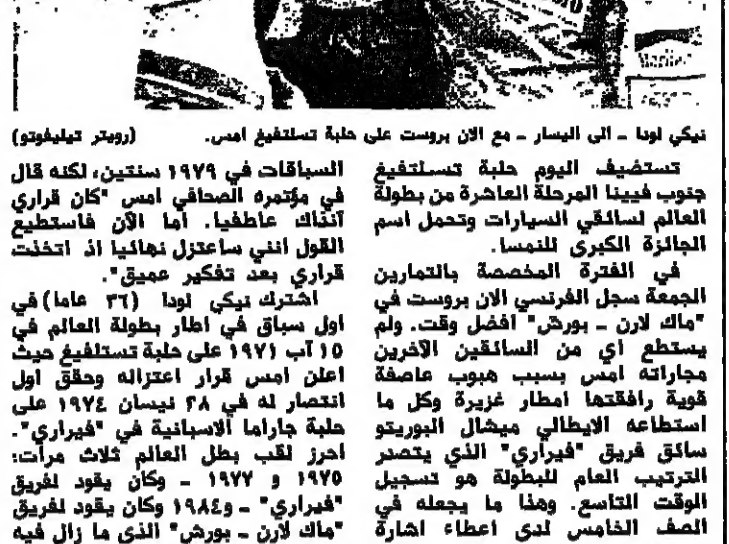 نيكي لودا ـ الى اليسار ـ مع الان بروست على حلبة تسلتفيغ امس. (رويتر تيليفوتو)
تستضيف اليوم حلبة تسلتفيغ
جنوب فيينا المرحلة العاشرة من بطولة
العالم لسائقي السيارات وتحمل اسم
الجائزة الكبرى للنمسا.
في الفترة المخصصة بالتمارين
الجمعة سجل الفرنسي الان بروست في
"ماك لارن ـ بورش" افضل وقت. ولم
يستطع أي من السائقين الآخرين
مجاراته امس بسبب هبوب عاصفة
قوية رافقتها امطار غزيرة وكل ما
استطاعه الايطالي ميشال البوريتو
سائق فريق "فيراري" الذي يتصدر
الترتيب العام للبطولة هو تسجيل
الوقت التاسع. وهذا ما يجعله في
الصف الخامس لدى اعطاء اشارة
السباقات في ١٩٧٩ سنتين، لكنه قال
في مؤتمره الصحافي امس "كان قراري
آنذاك عاطفيا. أما الآن فاستطيع
القول انني ساعتزل نهائيا اذ اتخذت
قراري بعد تفكير عميق".
اشترك نيكي لودا (٣٦ عاما) في
اول سباق في اطار بطولة العالم في
١٥ آب ١٩٧١ على حلبة تستلفيغ حيث
اعلن امس قرار اعتزاله وحقق اول
انتصار له في ٢٨ نيسان ١٩٧٤ على
حلبة جاراما الاسبانية في "فيراري".
احرز لقب بطل العالم ثلاث مرات:
١٩٧٥ و ١٩٧٧ ـ وكان يقود لفريق
"فيراري" ـ و١٩٨٤ وكان يقود لفريق
"ماك لارن ـ بورش" الذي ما زال فيه